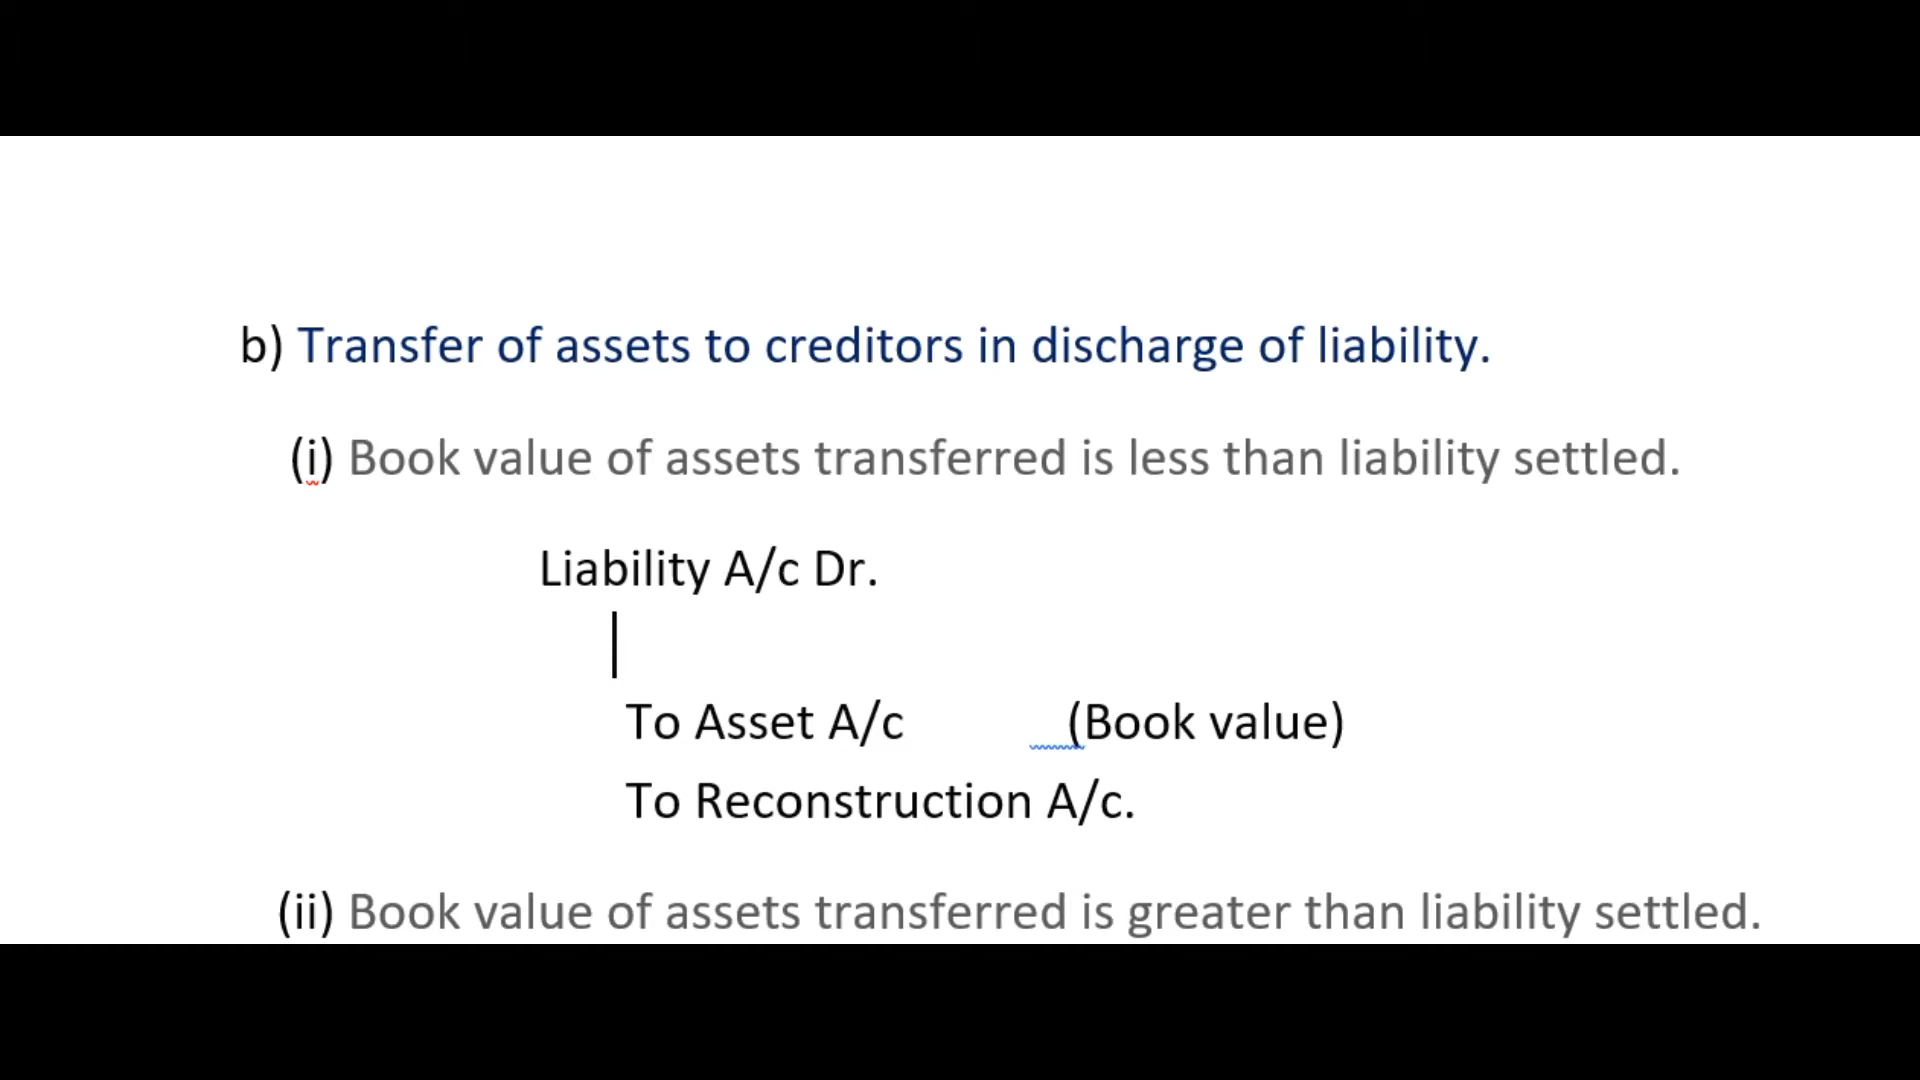 b) Transfer of assets to creditors in discharge of liability.
(i) Book value of assets transferred is less than liability settled.
Liability A/c Dr.
To Asset A/c (Book value)
To Reconstruction A/c.
(ii) Book value of assets transferred is greater than liability settled.